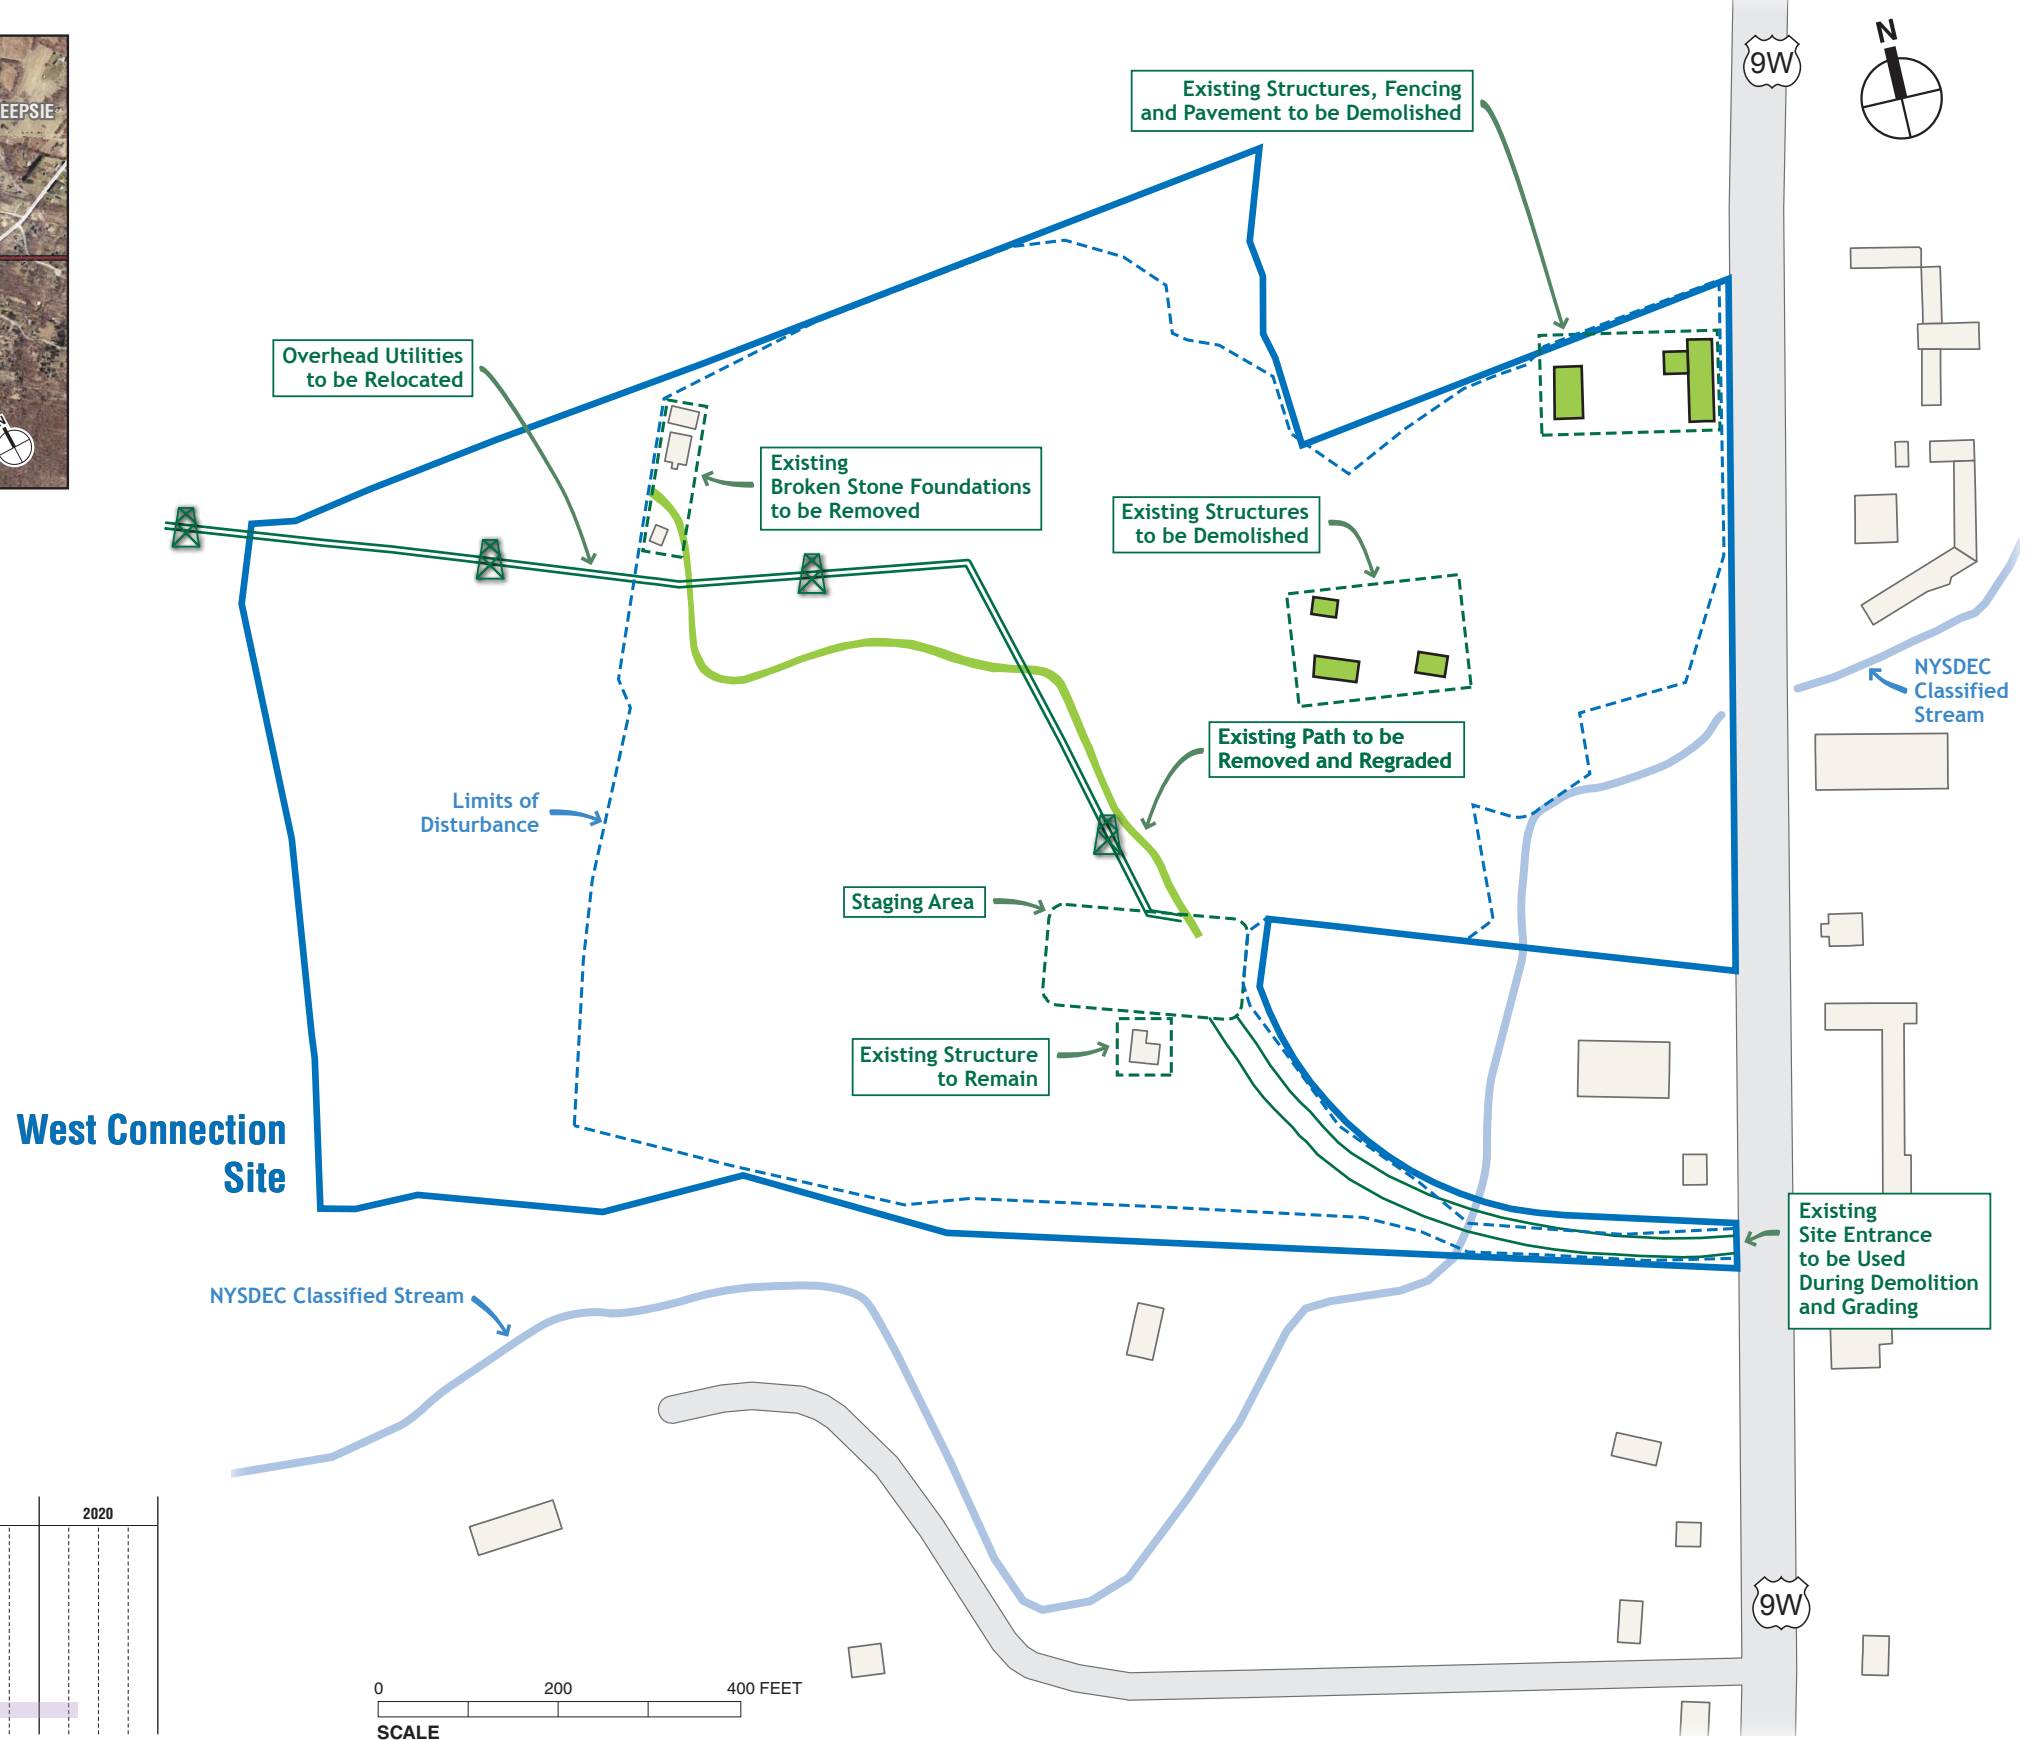 9W
N
EEPSIE
Existing Structures, Fencing
and Pavement to be Demolished
Overhead Utilities
to be Relocated
Existing
Broken Stone Foundations
to be Removed
Existing Structures
to be Demolished
NYSDEC
Classified
Stream
Existing Path to be
Removed and Regraded
Limits of
Disturbance
Staging Area
Existing Structure
to Remain
West Connection
Site
Existing
Site Entrance
to be Used
During Demolition
and Grading
NYSDEC Classified Stream
2020
9W
0 200 400 FEET
SCALE